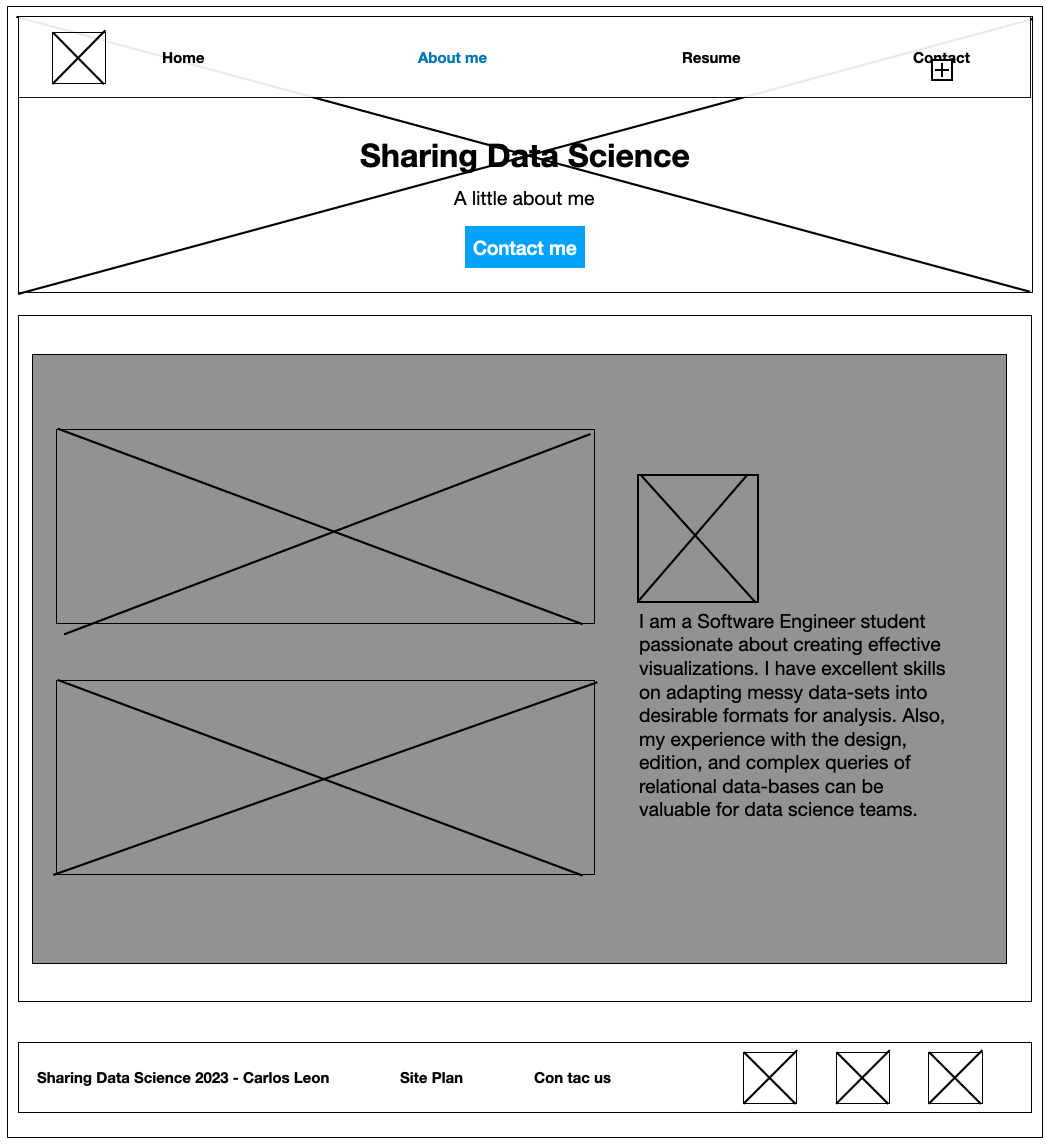 Home About me Resume Contact
Sharing Data Science
A little about me
Contact me
I am a Software Engineer student
passionate about creating effective
visualizations. I have excellent skills
on adapting messy data-sets into
desirable formats for analysis. Also,
my experience with the design,
edition, and complex queries of
relational data-bases can be
valuable for data science teams.
Sharing Data Science 2023 - Carlos Leon Site Plan Con tac us